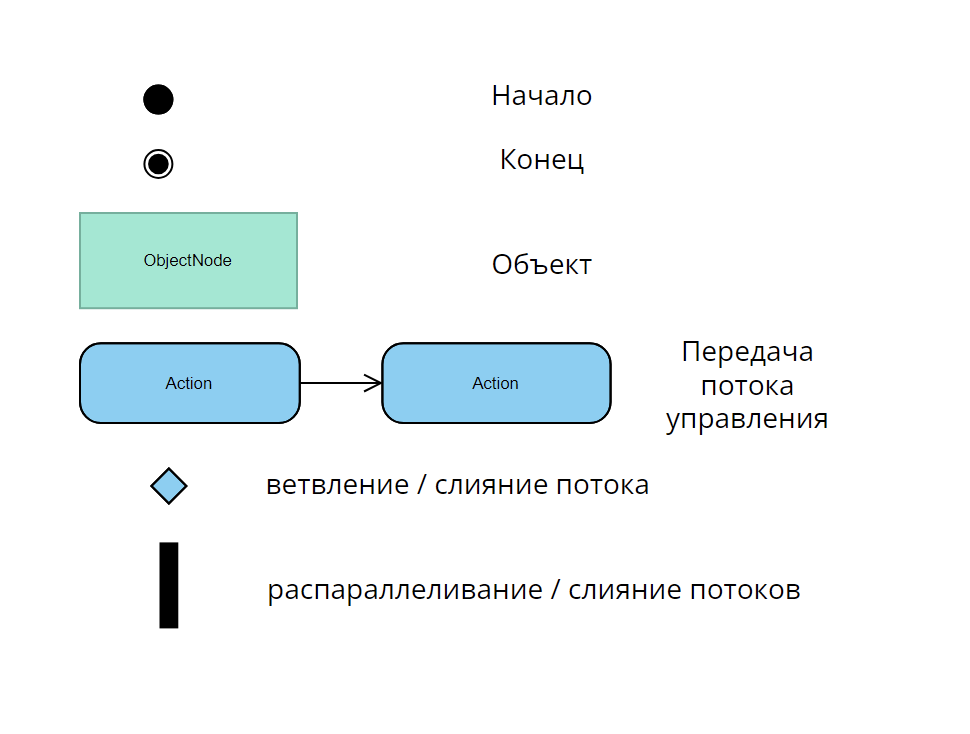 Начало
Конец
ObjectNode
Объект
Action
Action
Передача
потока
управления
ветвление / слияние потока
распараллеливание / слияние потоков